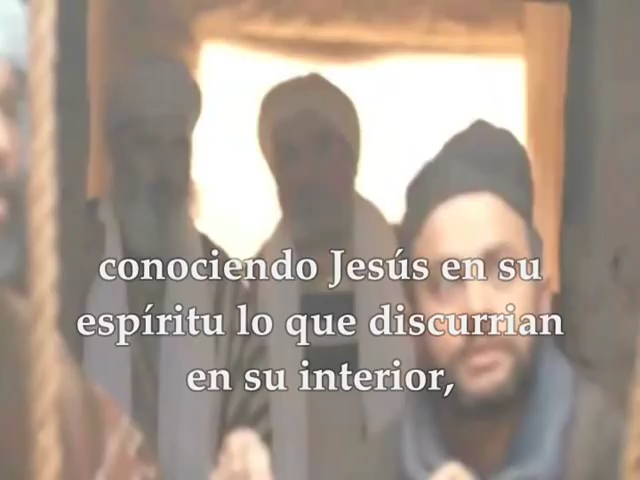 conociendo Jesús en su
espíritu lo que discurrian
en su interior,